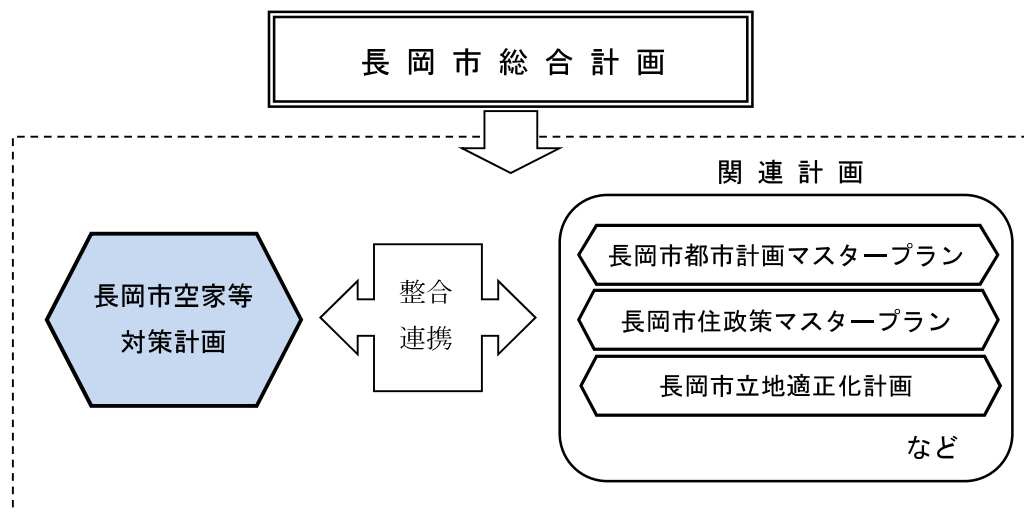 長岡市総合計画
関連計画
長岡市空家等
対策計画
整合
連携
長岡市都市計画マスタープラン
長岡市住政策マスタープラン
長岡市立地適正化計画
など